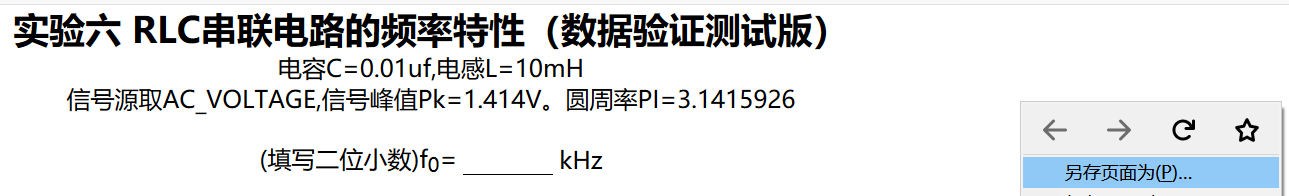 实验六 RLC串联电路的频率特性（数据验证测试版）
电容C=0.01uf,电感L=10mH
信号源取AC_VOLTAGE,信号峰值Pk=1.414V。圆周率PI=3.1415926
(填写二位小数)f0= kHz
另存页面为(P)...